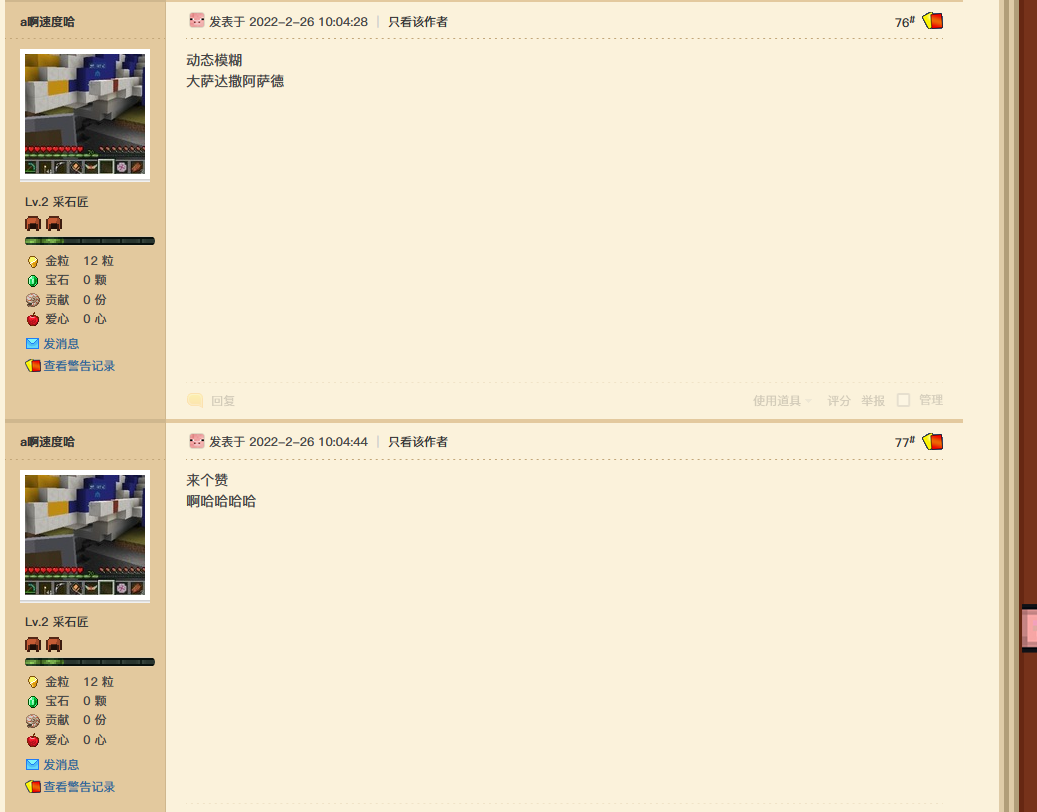 a啊速度哈
发表于 2022-2-26 10:04:28 | 只看该作者
76#
动态模糊
大萨达撒阿萨德
Lv.2 采石匠
金粒 12 粒
宝石 0 颗
贡献 0 份
爱心 0 心
发消息
查看警告记录
回复
使用道具 评分 举报 管理
a啊速度哈
发表于 2022-2-26 10:04:44 | 只看该作者
77#
来个赞
啊哈哈哈哈
Lv.2 采石匠
金粒 12 粒
宝石 0 颗
贡献 0 份
爱心 0 心
发消息
查看警告记录